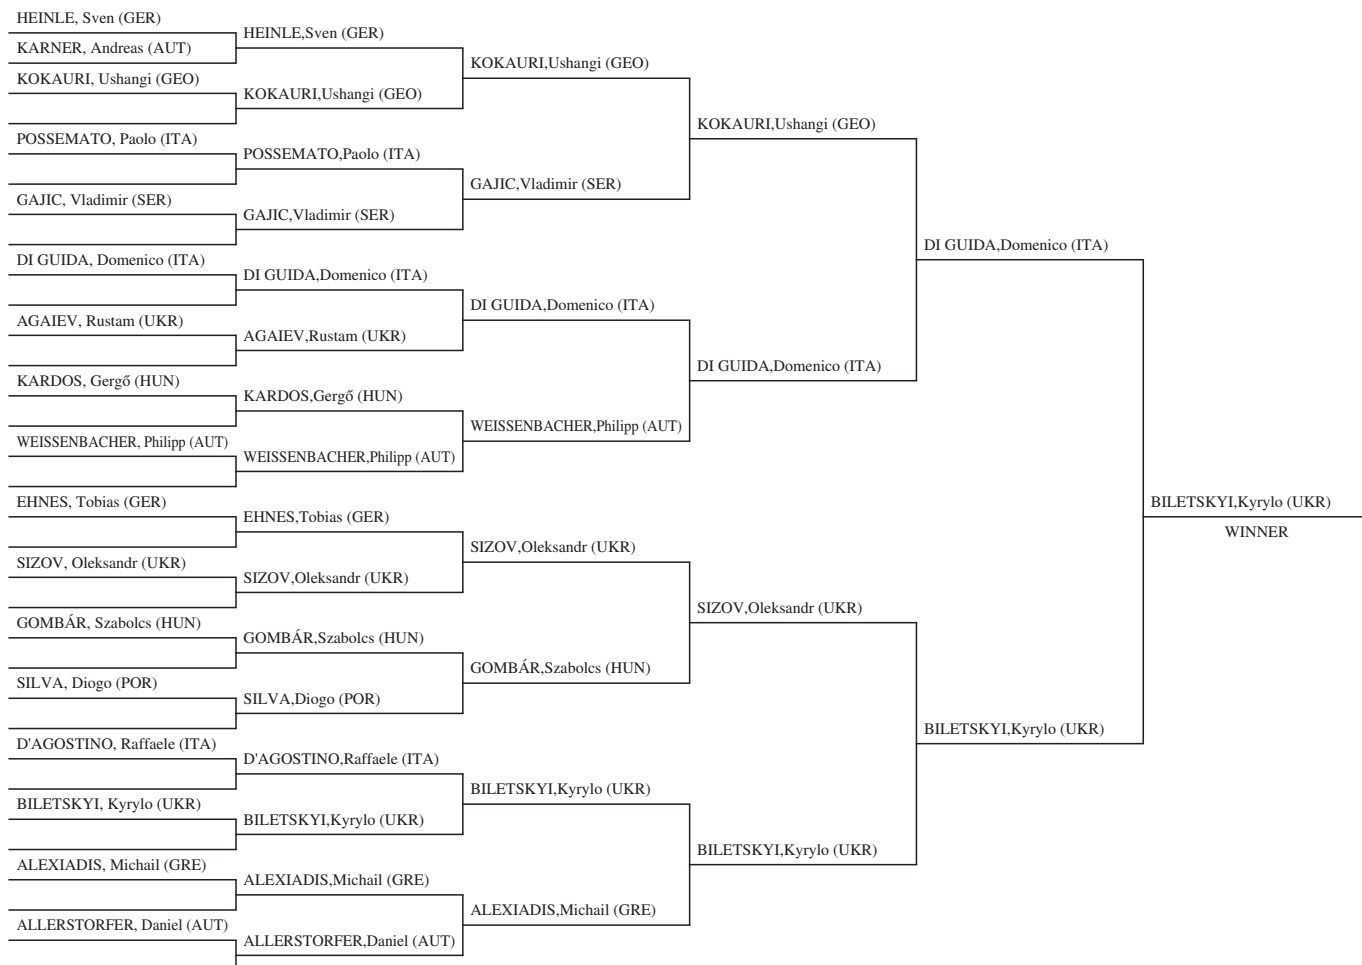 HEINLE, Sven (GER)
KARNER, Andreas (AUT)
KOKAURI, Ushangi (GEO)
POSSEMATO, Paolo (ITA)
GAJIC, Vladimir (SER)
DI GUIDA, Domenico (ITA)
AGAIEV, Rustam (UKR)
KARDOS, Gergő (HUN)
WEISSENBACHER, Philipp (AUT)
EHNES, Tobias (GER)
SIZOV, Oleksandr (UKR)
GOMBÁR, Szabolcs (HUN)
SILVA, Diogo (POR)
D'AGOSTINO, Raffaele (ITA)
BILETSKYI, Kyrylo (UKR)
ALEXIADIS, Michail (GRE)
ALLERSTORFER, Daniel (AUT)
HEINLE,Sven (GER)
KOKAURI,Ushangi (GEO)
POSSEMATO,Paolo (ITA)
GAJIC,Vladimir (SER)
DI GUIDA,Domenico (ITA)
AGAIEV,Rustam (UKR)
KARDOS,Gergő (HUN)
WEISSENBACHER,Philipp (AUT)
EHNES,Tobias (GER)
SIZOV,Oleksandr (UKR)
GOMBÁR,Szabolcs (HUN)
SILVA,Diogo (POR)
D'AGOSTINO,Raffaele (ITA)
BILETSKYI,Kyrylo (UKR)
ALEXIADIS,Michail (GRE)
ALLERSTORFER,Daniel (AUT)
KOKAURI,Ushangi (GEO)
GAJIC,Vladimir (SER)
DI GUIDA,Domenico (ITA)
WEISSENBACHER,Philipp (AUT)
SIZOV,Oleksandr (UKR)
GOMBÁR,Szabolcs (HUN)
BILETSKYI,Kyrylo (UKR)
ALEXIADIS,Michail (GRE)
KOKAURI,Ushangi (GEO)
DI GUIDA,Domenico (ITA)
SIZOV,Oleksandr (UKR)
BILETSKYI,Kyrylo (UKR)
DI GUIDA,Domenico (ITA)
BILETSKYI,Kyrylo (UKR)
BILETSKYI,Kyrylo (UKR)
WINNER